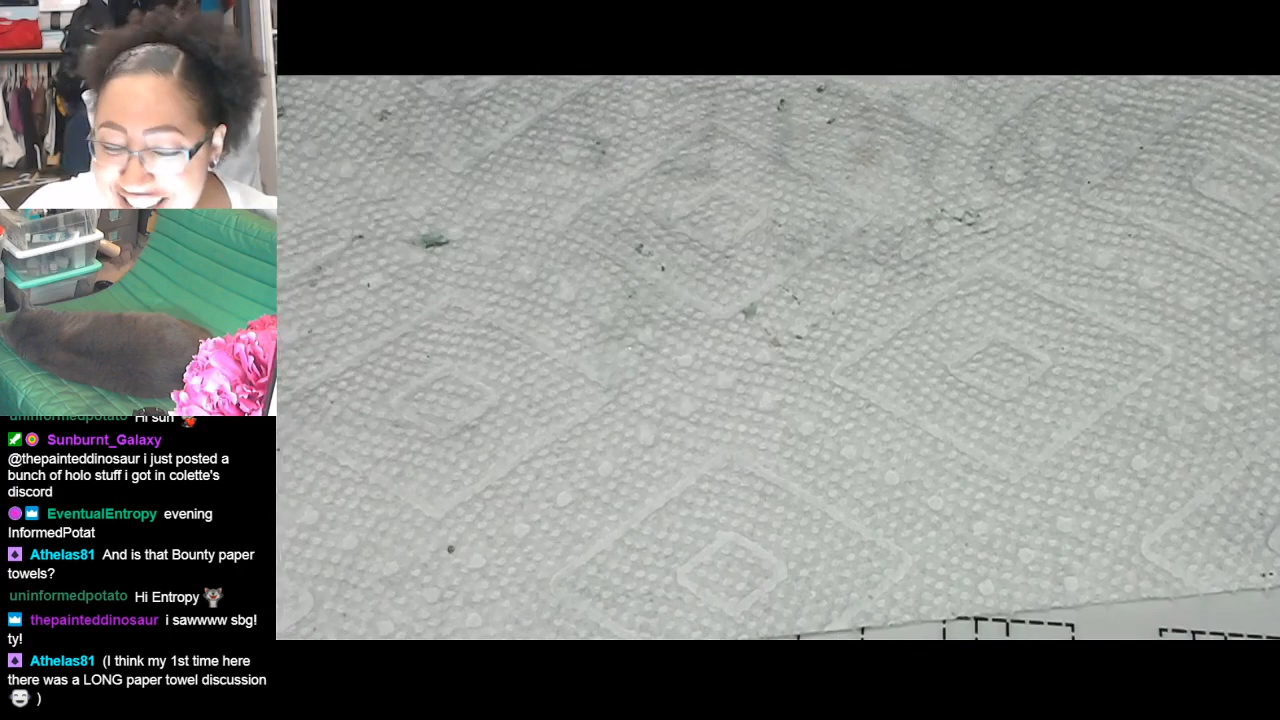 uninformedpotato Hi sun
Sunburnt_Galaxy
@thepainteddinosaur i just posted a
bunch of holo stuff i got in colette's
discord
EventualEntropy evening
InformedPotat
Athelas81 And is that Bounty paper
towels?
uninformedpotato Hi Entropy
thepainteddinosaur i sawwww sbg!
ty!
Athelas81 (I think my 1st time here
there was a LONG paper towel discussion
)